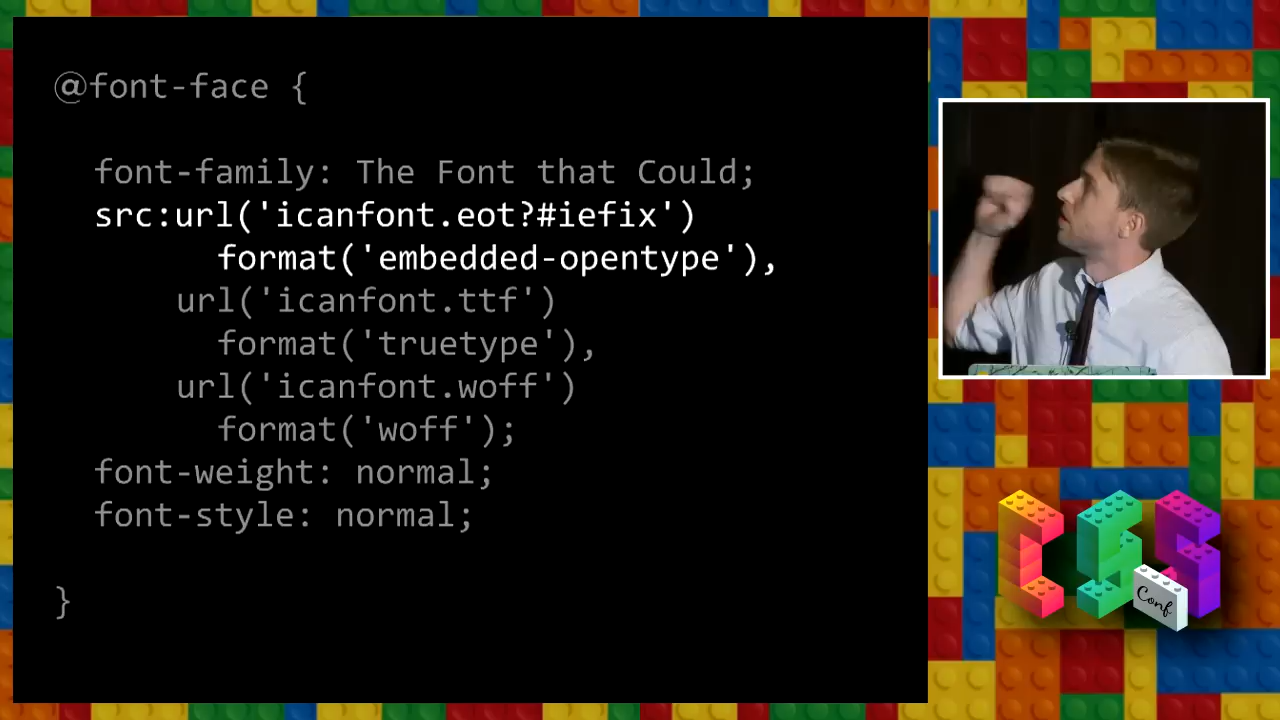 @font-face {
font-family: The Font that Could;
src:url('icanfont.eot?#iefix')
format('embedded-opentype'),
url('icanfont.ttf')
format('truetype'),
url('icanfont.woff')
format('woff');
font-weight: normal;
font-style: normal;
}
CSS
Conf